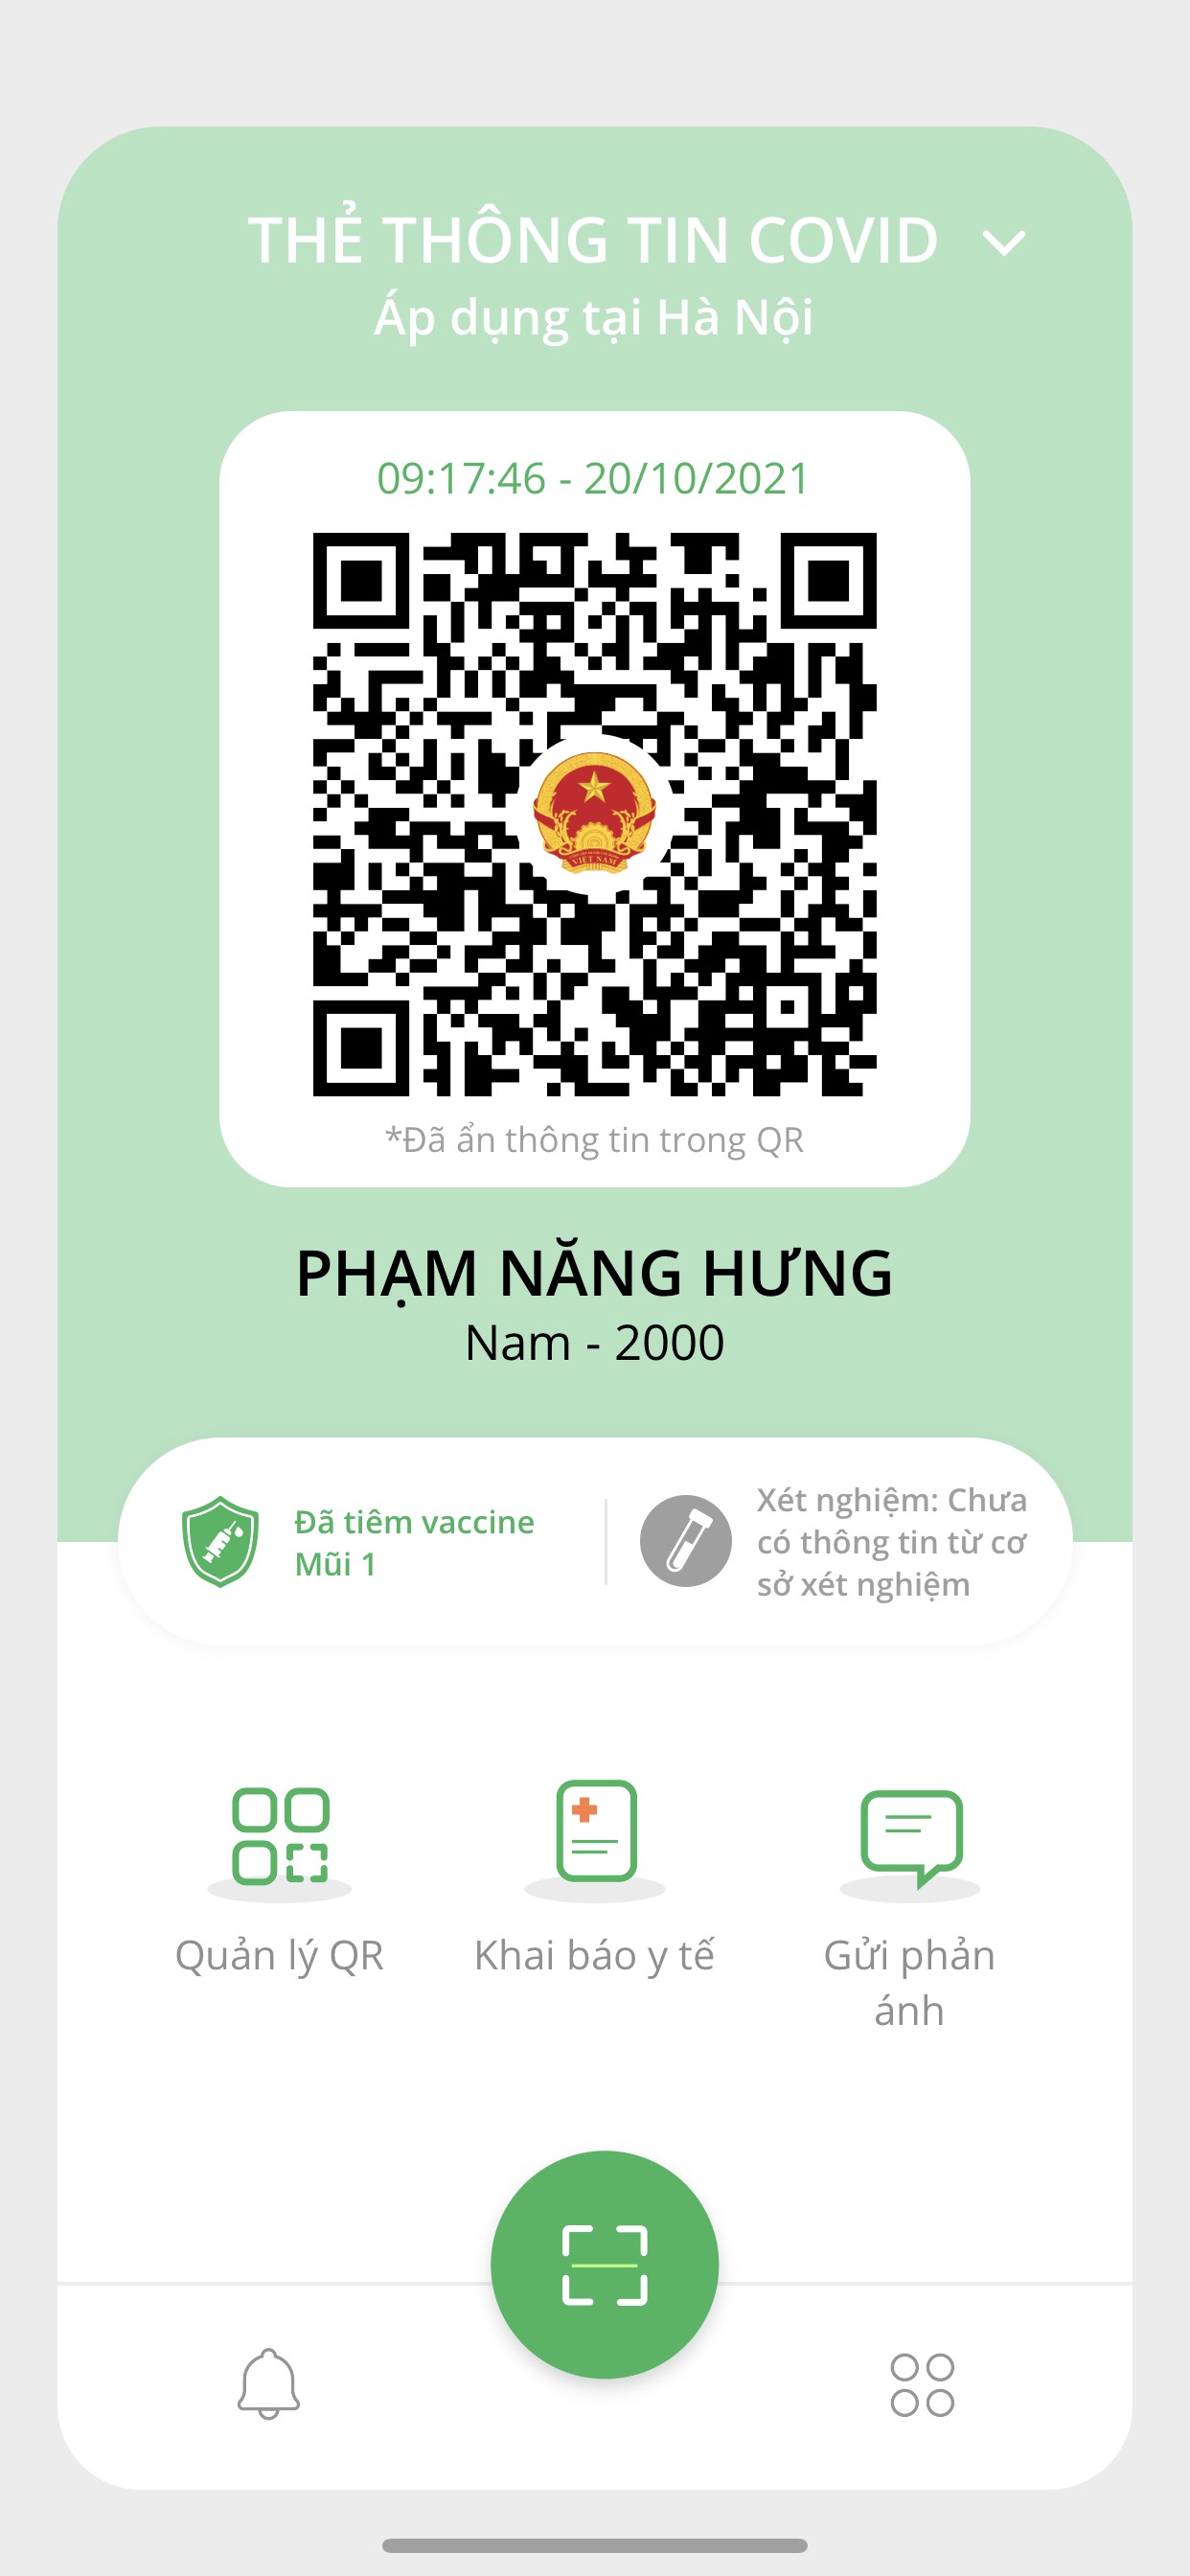 THẺ THÔNG TIN COVID
Áp dụng tại Hà Nội
09:17:46 - 20/10/2021
VIỆT NAM
*Đã ẩn thông tin trong QR
PHẠM NĂNG HƯNG
Nam - 2000
Đã tiêm vaccine
Mũi 1
Xét nghiệm: Chưa
có thông tin từ cơ
sở xét nghiệm
Quản lý QR
Khai báo y tế
Gửi phản
ánh